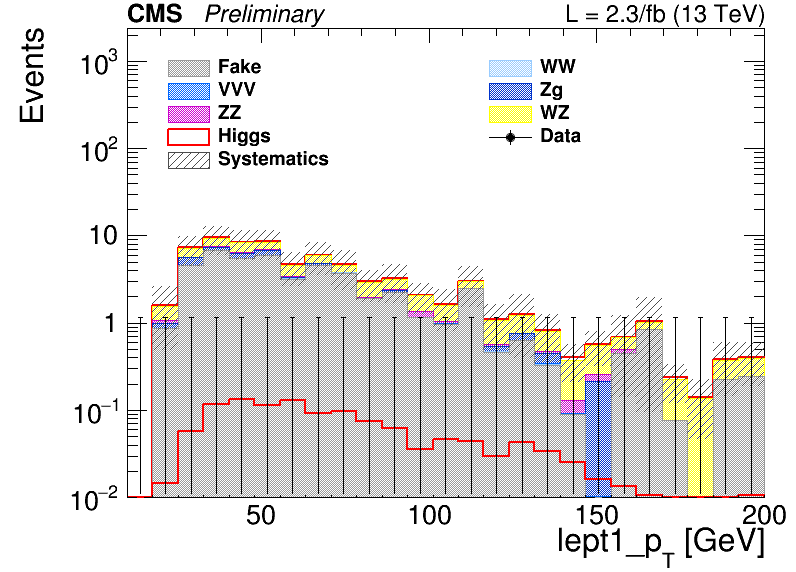 CMS Preliminary L = 2.3/fb (13 TeV)
Events
Fake WW
VVV Zg
ZZ WZ
Higgs Data
Systematics
10³
10²
10
1
10⁻¹
10⁻²
50 100 150 200
lept1_p_T [GeV]